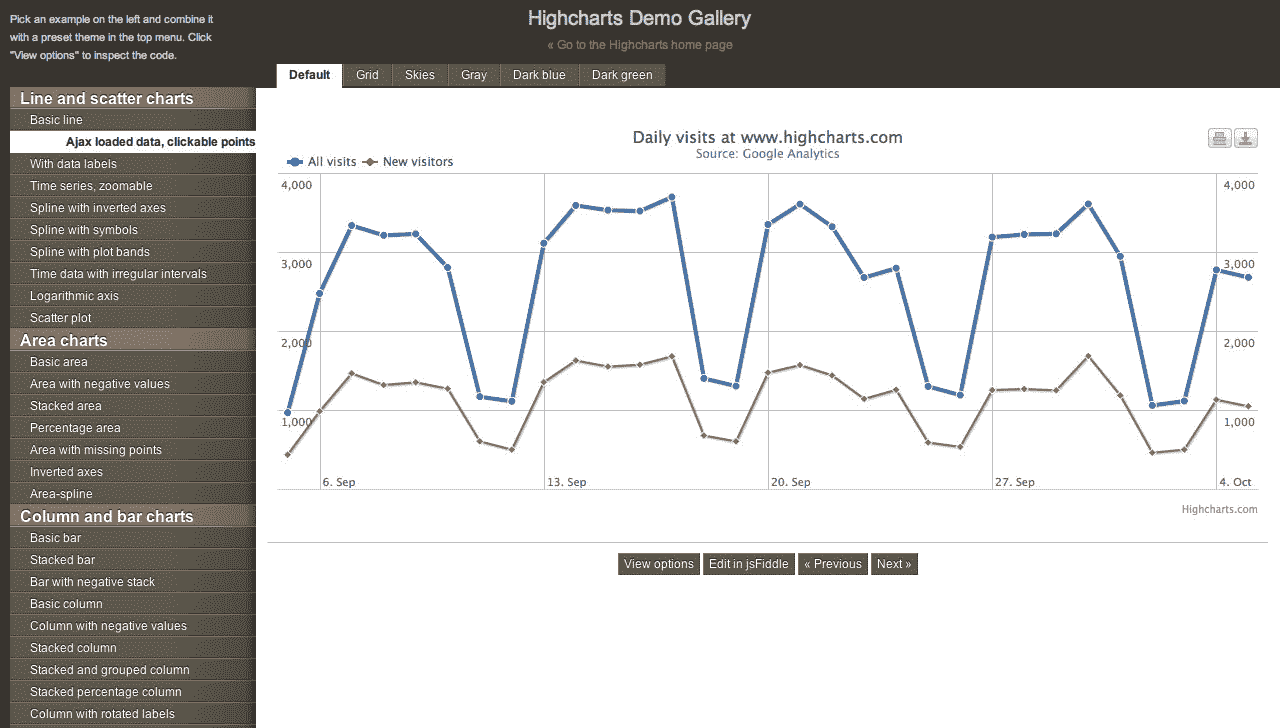 Pick an example on the left and combine it
with a preset theme in the top menu. Click
"View options" to inspect the code.
Highcharts Demo Gallery
« Go to the Highcharts home page
Default
Grid
Skies
Gray
Dark blue
Dark green
Line and scatter charts
Basic line
Ajax loaded data, clickable points
With data labels
Time series, zoomable
Spline with inverted axes
Spline with symbols
Spline with plot bands
Time data with irregular intervals
Logarithmic axis
Scatter plot
Area charts
Basic area
Area with negative values
Stacked area
Percentage area
Area with missing points
Inverted axes
Area-spline
Column and bar charts
Basic bar
Stacked bar
Bar with negative stack
Basic column
Column with negative values
Stacked column
Stacked and grouped column
Stacked percentage column
Column with rotated labels
Daily visits at www.highcharts.com
Source: Google Analytics
All visits
New visitors
4,000
4,000
3,000
3,000
2,000
2,000
1,000
1,000
6. Sep
13. Sep
20. Sep
27. Sep
4. Oct
Highcharts.com
View options
Edit in jsFiddle
« Previous
Next »